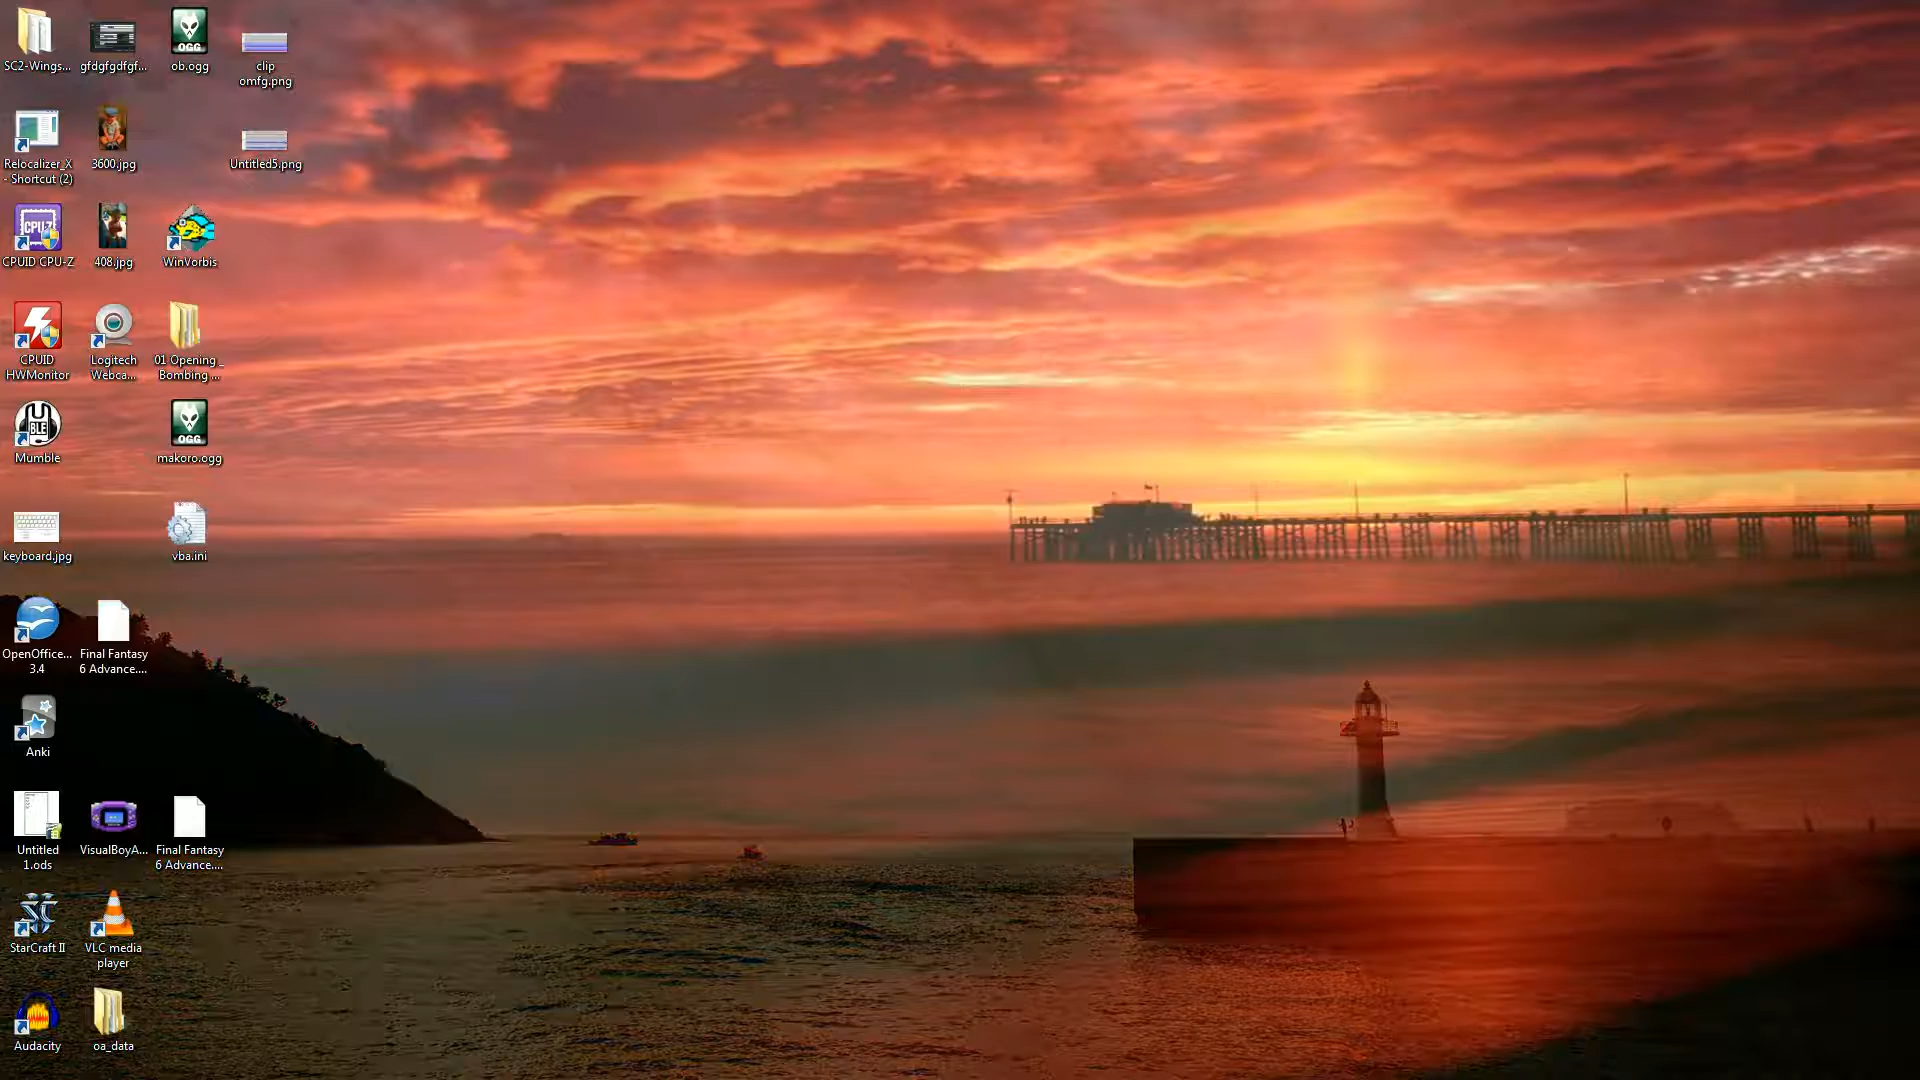 SC2-Wings...
gfdgfgdfgf...
ob.ogg
clip
omfg.png
Relocalizer_X
- Shortcut (2)
3600.jpg
Untitled5.png
CPUID CPU-Z
408.jpg
WinVorbis
CPUID
HWMonitor
Logitech
Webca...
01 Opening _
Bombing ...
Mumble
makoro.ogg
keyboard.jpg
vba.ini
OpenOffice...
3.4
Final Fantasy
6 Advance....
Anki
Untitled
1.ods
VisualBoyA...
Final Fantasy
6 Advance....
StarCraft II
VLC media
player
Audacity
oa_data